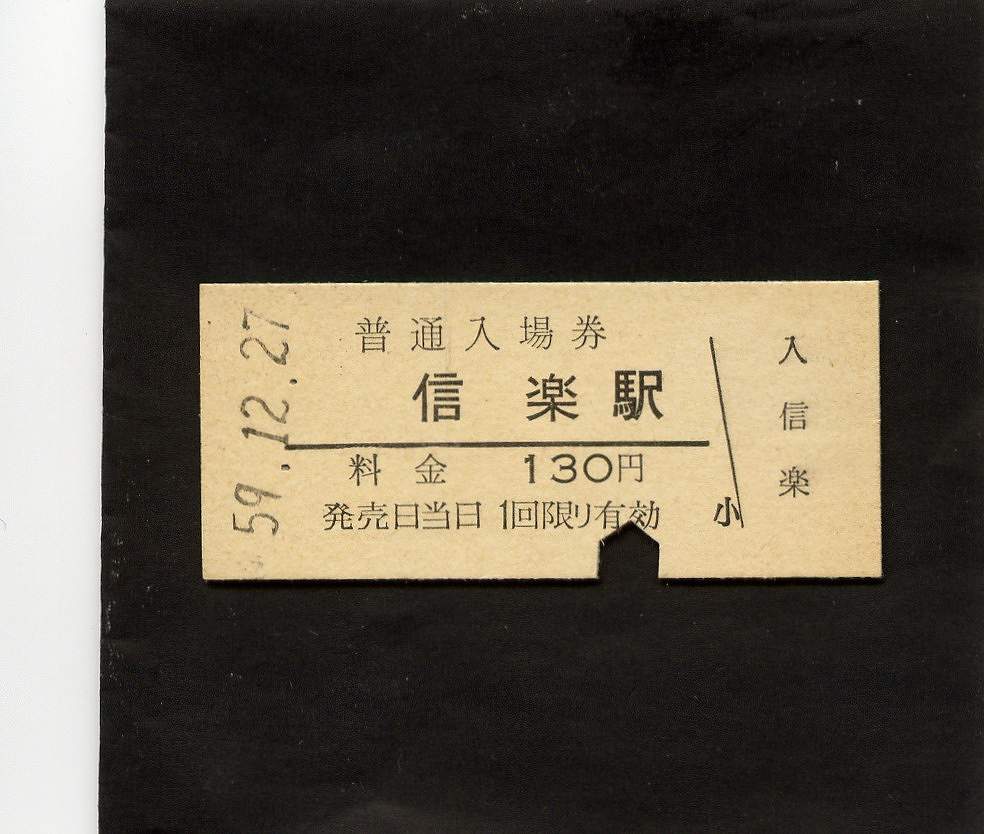 59.12.27
普通入場券
信楽駅
料金 130円
発売日当日1回限り有効
小
入
信
楽